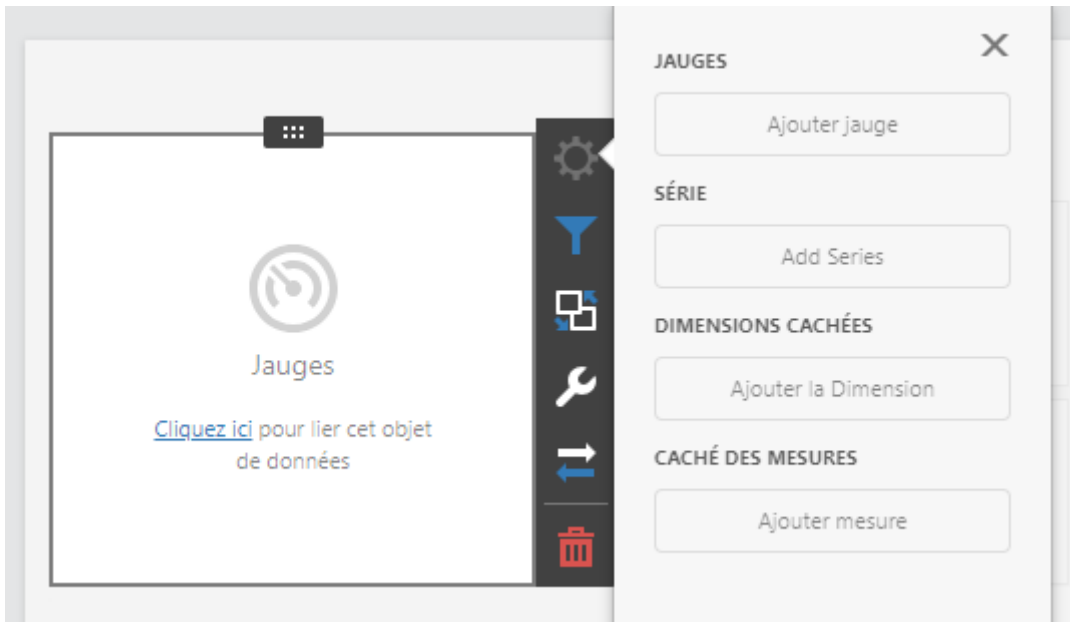 Jauges
Cliquez ici pour lier cet objet
de données
JAUGES
Ajouter jauge
SÉRIE
Add Series
DIMENSIONS CACHÉES
Ajouter la Dimension
CACHÉ DES MESURES
Ajouter mesure